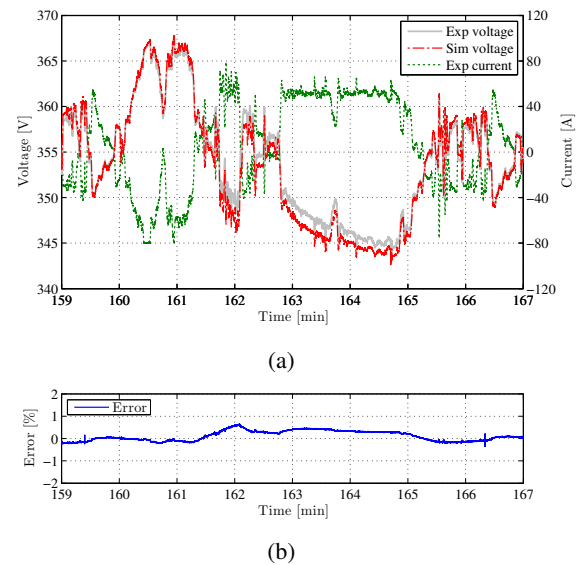 370 120
Exp voltage
Sim voltage
Exp current
365 80
360 40
355 0
350 −40
345 −80
340 −120
Voltage [V]
Current [A]
159 160 161 162 163 164 165 166 167
Time [min]
(a)
2
1
0
−1
−2
Error
Error [%]
159 160 161 162 163 164 165 166 167
Time [min]
(b)